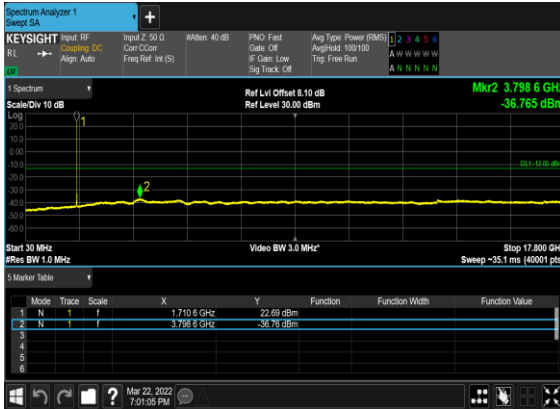 Spectrum Analyzer 1
Swept SA
+
KEYSIGHT Input: RF Input Z: 50 Ω #Atten: 40 dB PNO: Fast Avg Type: Power (RMS) 1 2 3 4 5 6
RL Coupling: DC Corr CCorr Gate: Off Avg|Hold: 100/100 A W W W W W
Align: Auto Freq Ref: Int (S) IF Gain: Low Trig: Free Run
Sig Track: Off A N N N N N
1 Spectrum Ref Lvl Offset 8.10 dB Mkr2 3.798 6 GHz
Scale/Div 10 dB Ref Level 30.00 dBm -36.765 dBm
Log
1
20.0
10.0
0.00
-10.0
DL1 -13.00 dBm
-20.0
-30.0
2
-40.0
-50.0
-60.0
Start 30 MHz Video BW 3.0 MHz* Stop 17.800 GH
#Res BW 1.0 MHz Sweep ~35.1 ms (40001 pts
5 Marker Table
Mode Trace Scale X Y Function Function Width Function Value
1 N 1 f 1.710 6 GHz 22.69 dBm
2 N 1 f 3.798 6 GHz -36.76 dBm
3
4
5
6
? Mar 22, 2022
7:01:05 PM